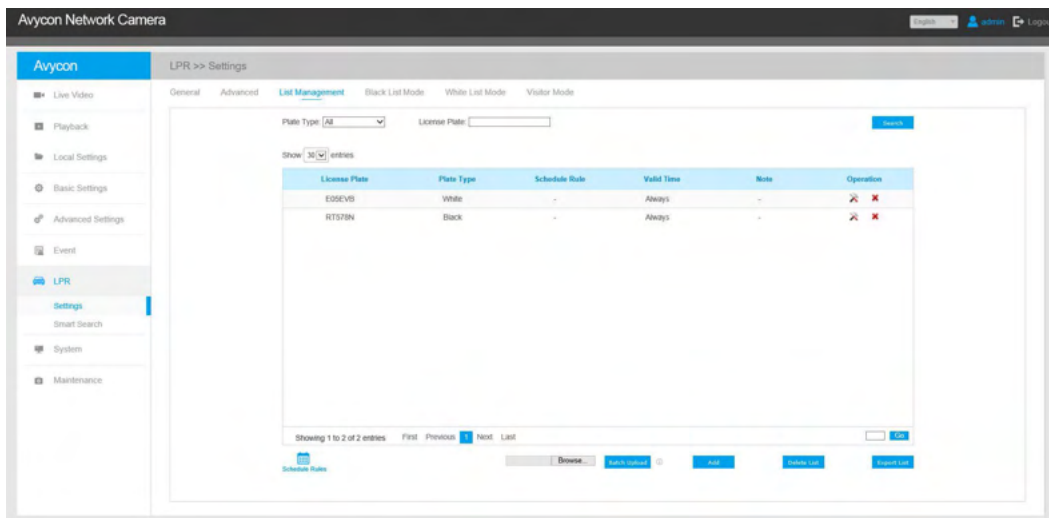 Avycon Network Camera
English admin Logou
Avycon
LPR >> Settings
Live Video
General Advanced List Management Black List Mode White List Mode Visitor Mode
Playback
Plate Type: All License Plate: Search
Local Settings
Show 30 entries
Basic Settings
License Plate Plate Type Schedule Rule Valid Time Note Operation
E05EVB White - Always -
Advanced Settings
RT578N Black - Always -
Event
LPR
Settings
Smart Search
System
Maintenance
Showing 1 to 2 of 2 entries First Previous 1 Next Last Go
Schedule Rules
Browse... Batch Upload Add Delete List Export List